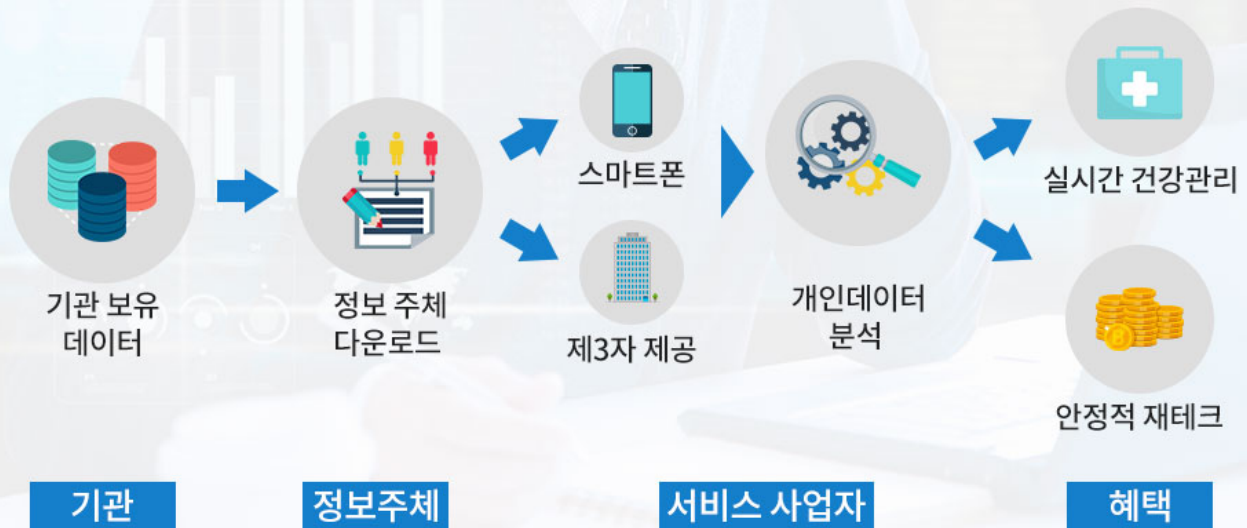 기관 보유
데이터
정보 주체
다운로드
스마트폰
제3자 제공
개인데이터
분석
실시간 건강관리
안정적 재테크
기관
정보주체
서비스 사업자
혜택